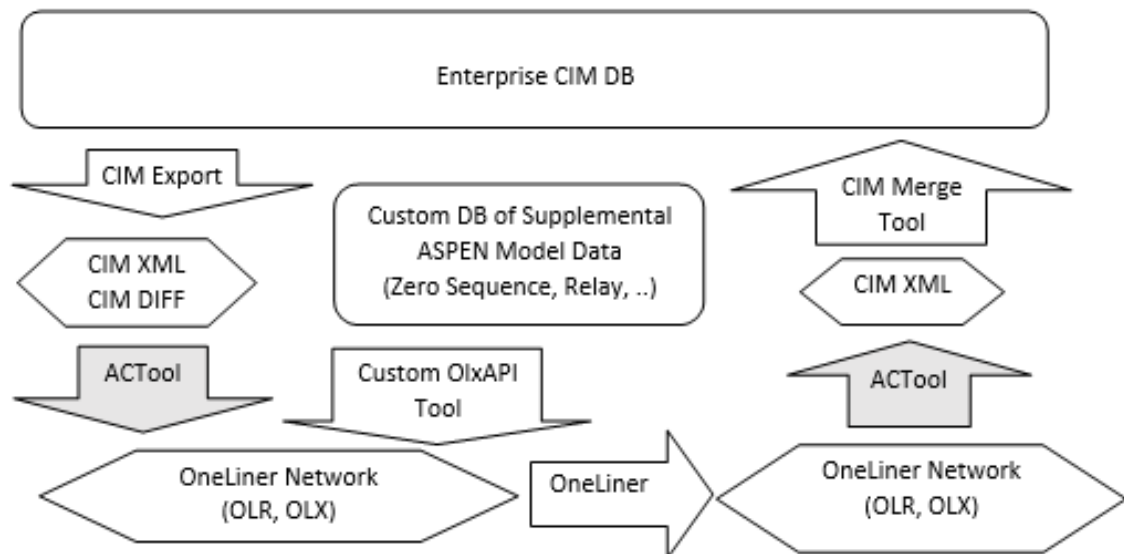 Enterprise CIM DB
CIM Export
CIM XML
CIM DIFF
ACTool
Custom DB of Supplemental
ASPEN Model Data
(Zero Sequence, Relay, ..)
Custom OlxAPI
Tool
OneLiner Network
(OLR, OLX)
OneLiner
OneLiner Network
(OLR, OLX)
ACTool
CIM XML
CIM Merge
Tool